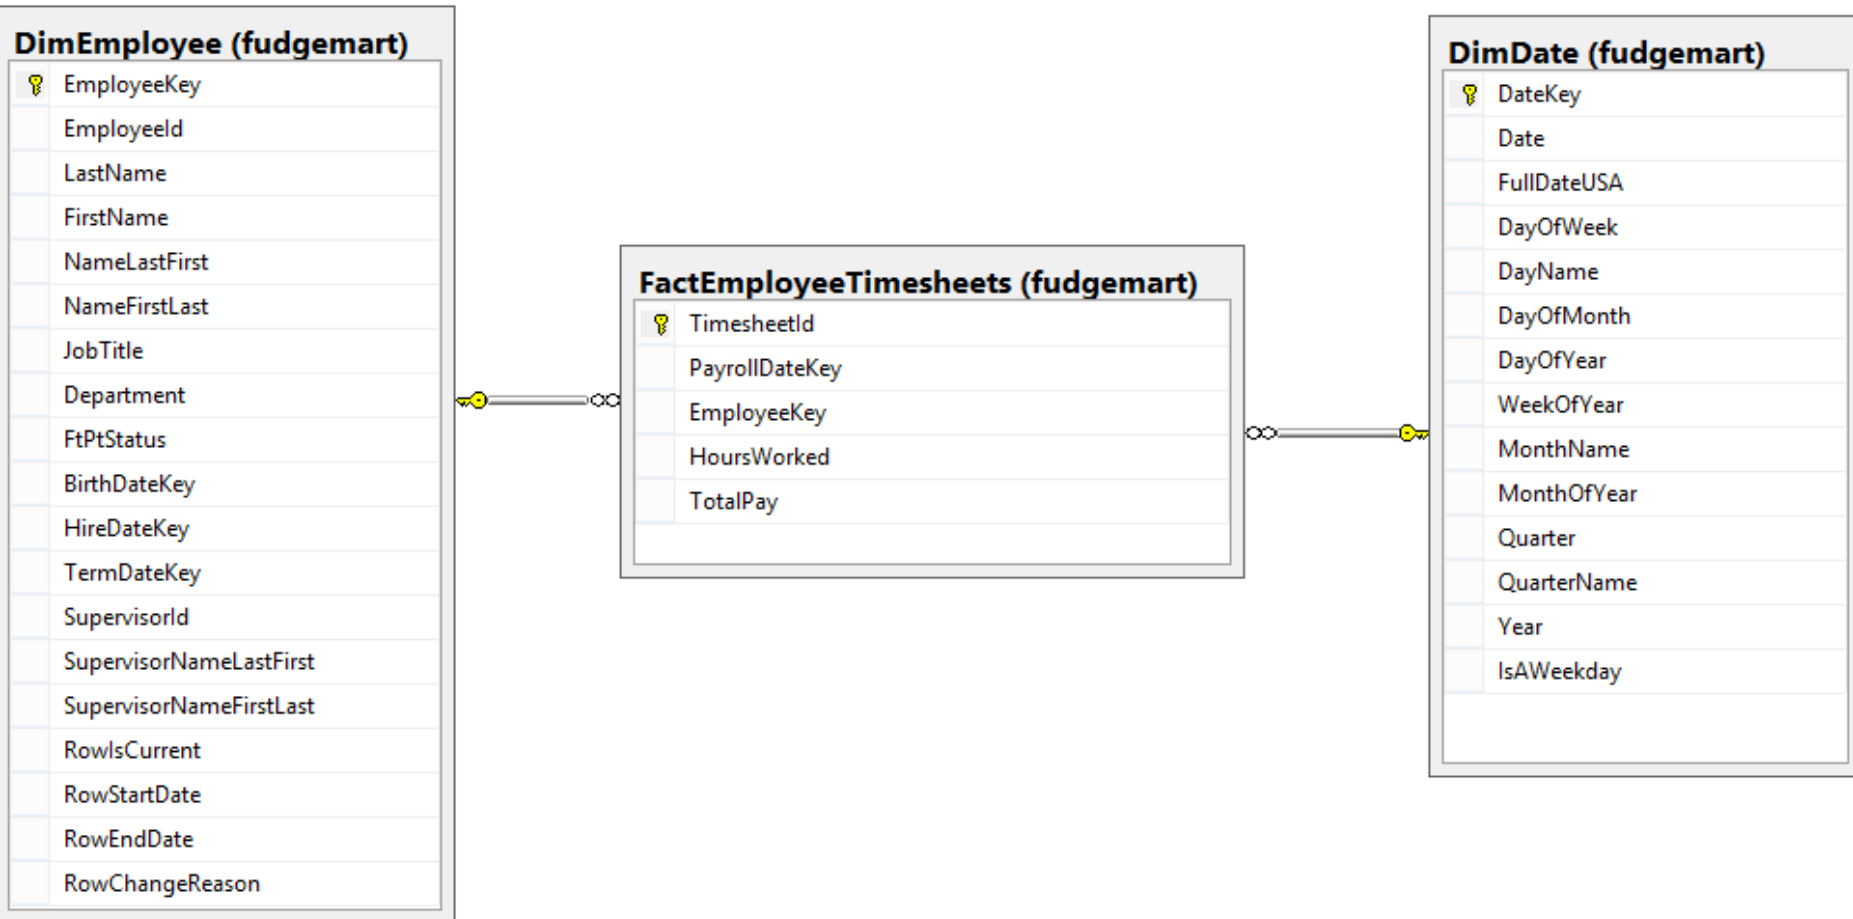 DimEmployee (fudgemart)
EmployeeKey
EmployeeId
LastName
FirstName
NameLastFirst
NameFirstLast
JobTitle
Department
FtPtStatus
BirthDateKey
HireDateKey
TermDateKey
SupervisorId
SupervisorNameLastFirst
SupervisorNameFirstLast
RowIsCurrent
RowStartDate
RowEndDate
RowChangeReason
FactEmployeeTimesheets (fudgemart)
TimesheetId
PayrollDateKey
EmployeeKey
HoursWorked
TotalPay
DimDate (fudgemart)
DateKey
Date
FullDateUSA
DayOfWeek
DayName
DayOfMonth
DayOfYear
WeekOfYear
MonthName
MonthOfYear
Quarter
QuarterName
Year
IsAWeekday